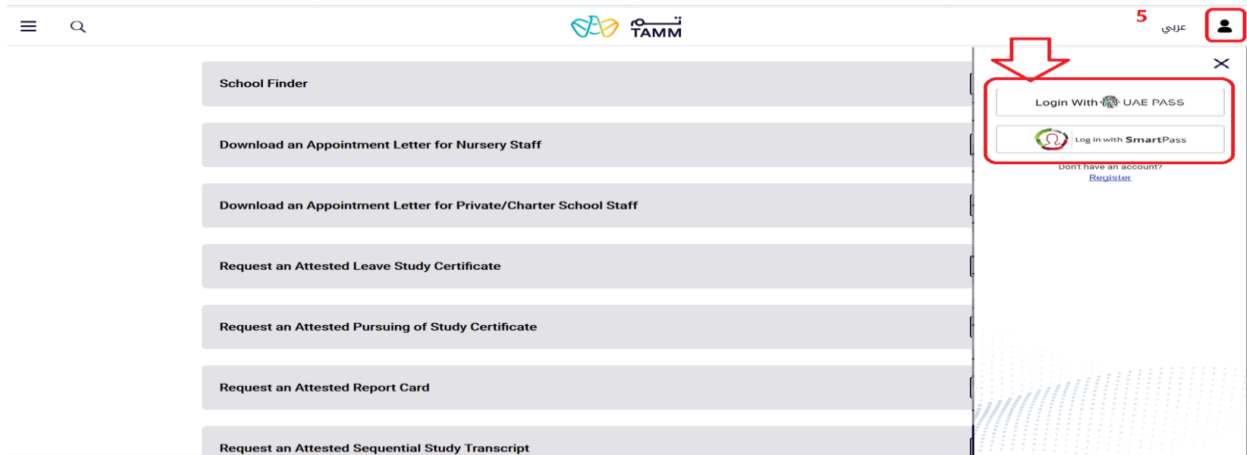 تم
TAMM
5
عربي
School Finder
Login With UAE PASS
Download an Appointment Letter for Nursery Staff
Log in with SmartPass
Don't have an account?
Register
Download an Appointment Letter for Private/Charter School Staff
Request an Attested Leave Study Certificate
Request an Attested Pursuing of Study Certificate
Request an Attested Report Card
Request an Attested Sequential Study Transcript